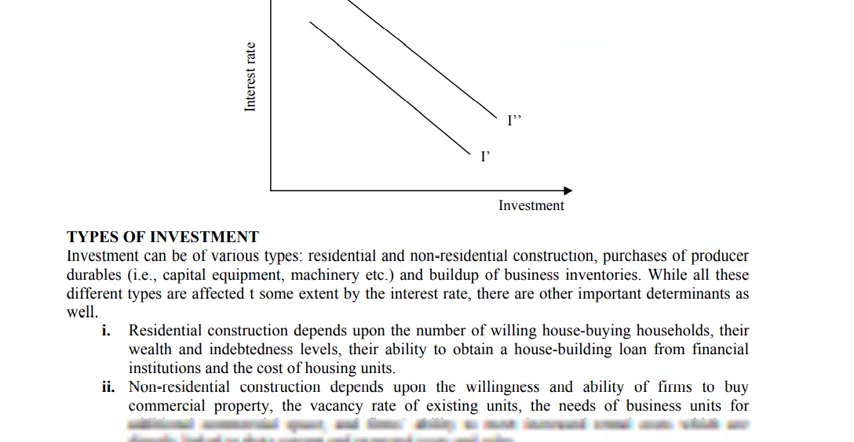 Interest rate
I’’
I’
Investment
TYPES OF INVESTMENT
Investment can be of various types: residential and non-residential construction, purchases of producer
durables (i.e., capital equipment, machinery etc.) and buildup of business inventories. While all these
different types are affected t some extent by the interest rate, there are other important determinants as
well.
i. Residential construction depends upon the number of willing house-buying households, their
wealth and indebtedness levels, their ability to obtain a house-building loan from financial
institutions and the cost of housing units.
ii. Non-residential construction depends upon the willingness and ability of firms to buy
commercial property, the vacancy rate of existing units, the needs of business units for